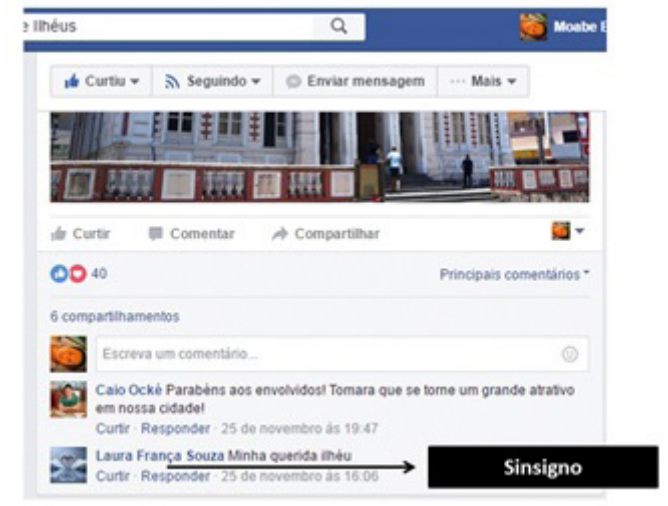 e Ilhéus
Moabe E
Curtiu Seguindo Enviar mensagem ··· Mais
Curtir Comentar Compartilhar
40 Principais comentários
6 compartilhamentos
Escreva um comentário...
Caio Ocké Parabéns aos envolvidos! Tomara que se torne um grande atrativo
em nossa cidade!
Curtir · Responder · 25 de novembro às 19:47
Laura França Souza Minha querida ilhéu
Curtir · Responder · 25 de novembro às 16:06
Sinsigno